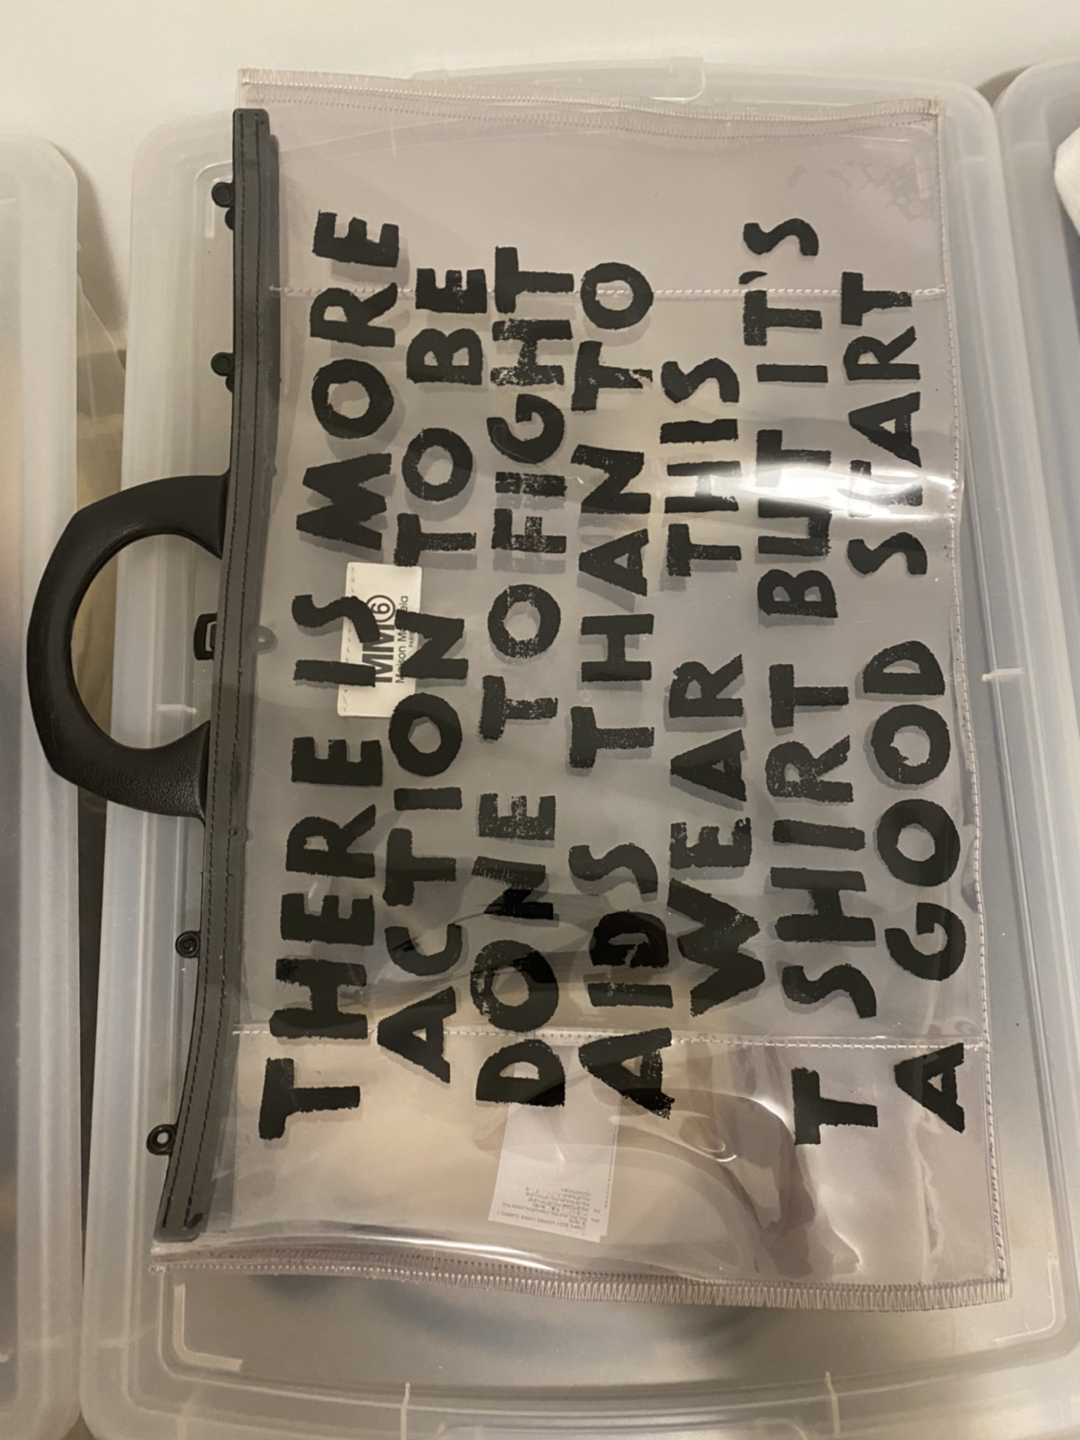 THERE IS MORE
ACTION TO BE
DONE TO FIGHT
AIDS THAN TO
WEAR THIS
T SHIRT BUT IT'S
A GOOD START
MM⑥
Maison Margiela